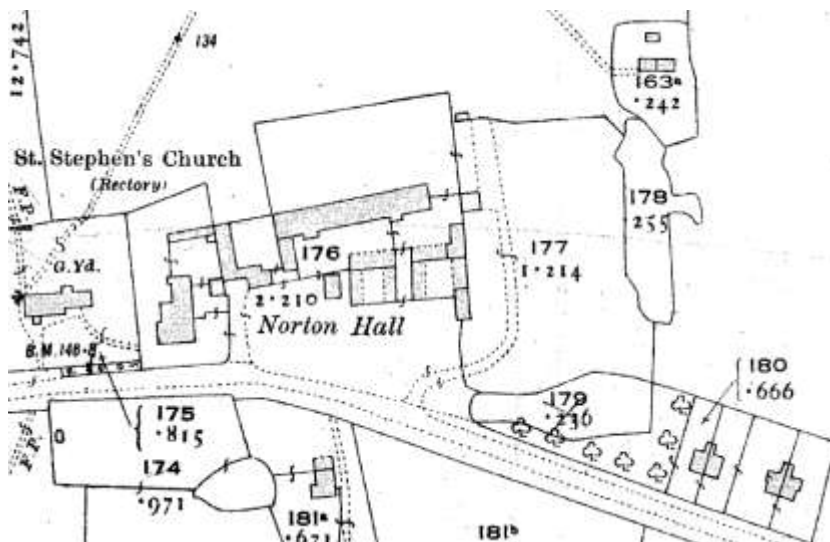 12·742
134
St. Stephen's Church
(Rectory)
F.P.
S
G.Yd.
B.M. 148·8
163a
·242
178
·255
176
2·210
177
1·214
Norton Hall
180
·666
179
·236
175
·815
174
·971
F.P.
181a
·671
181b